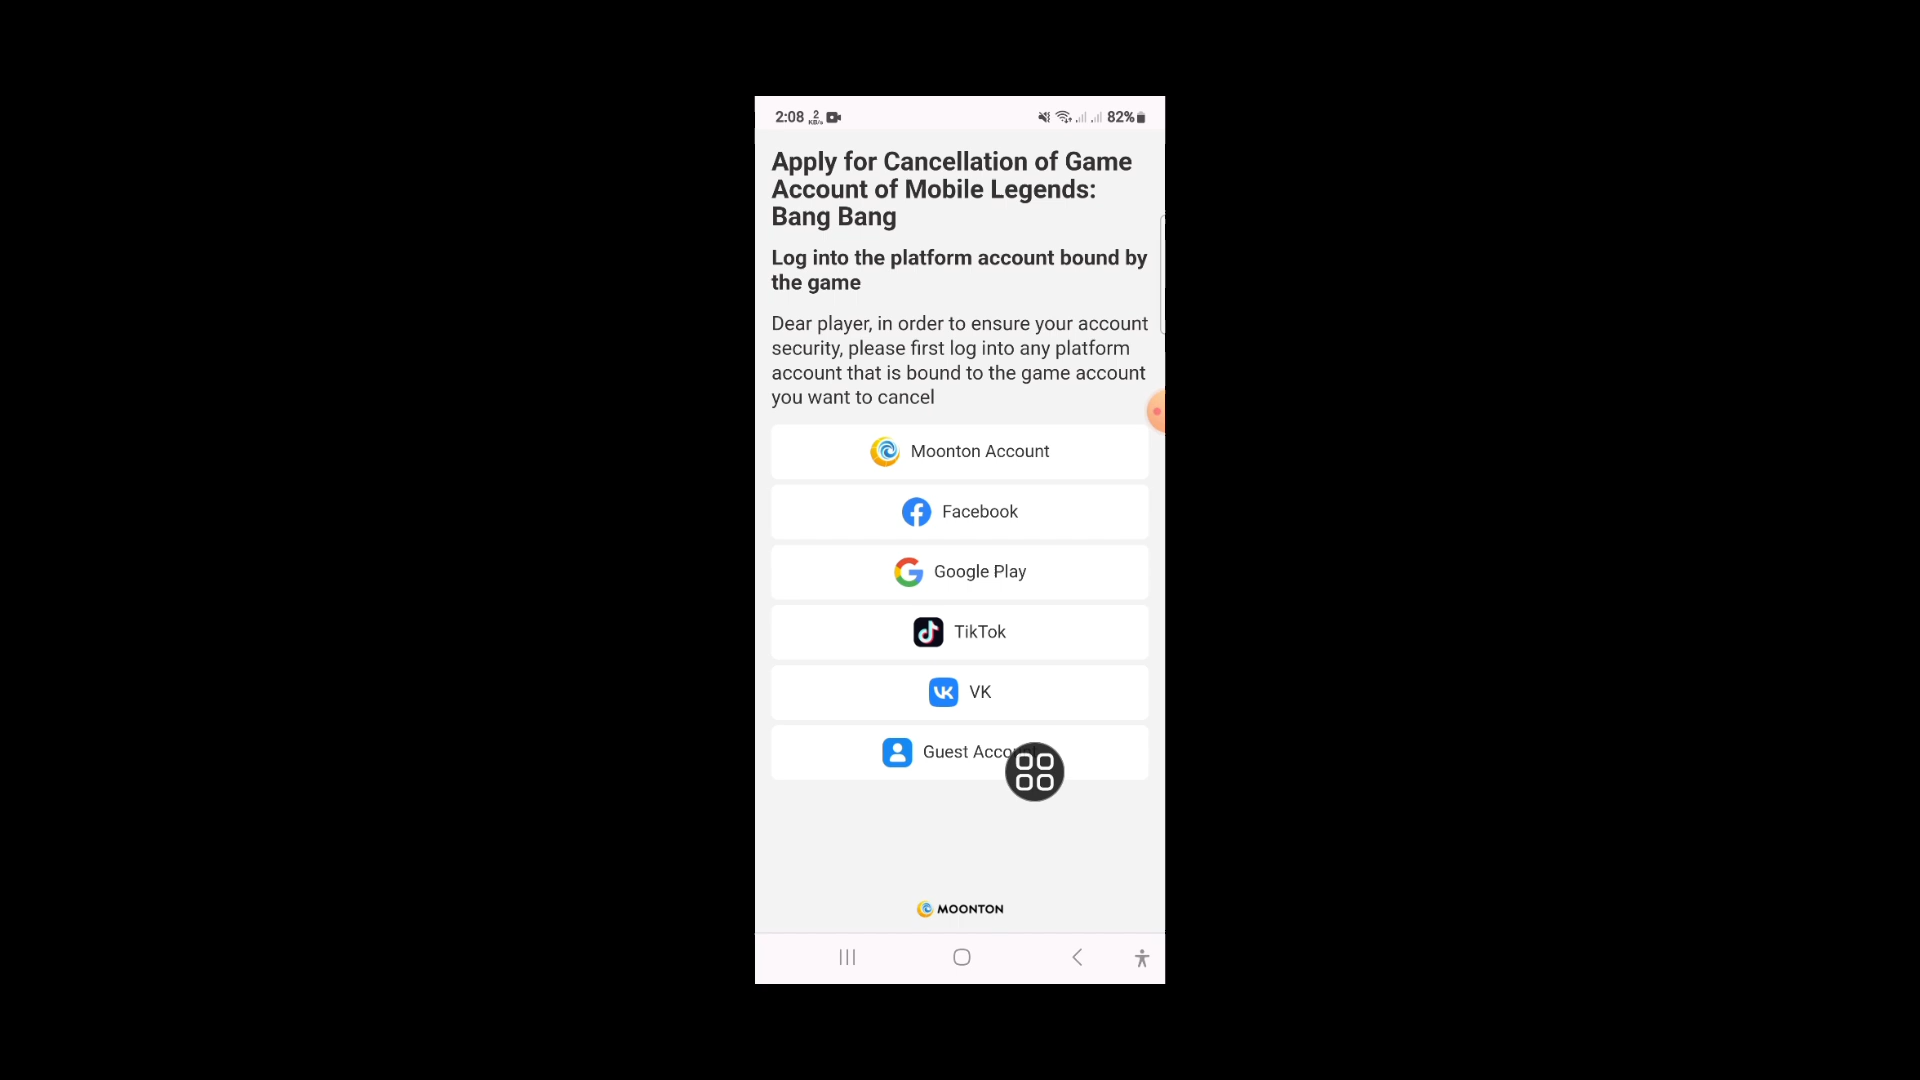 2:08 2 KB/s 82%
Apply for Cancellation of Game
Account of Mobile Legends:
Bang Bang
Log into the platform account bound by
the game
Dear player, in order to ensure your account
security, please first log into any platform
account that is bound to the game account
you want to cancel
Moonton Account
Facebook
Google Play
TikTok
VK
Guest
MOONTON